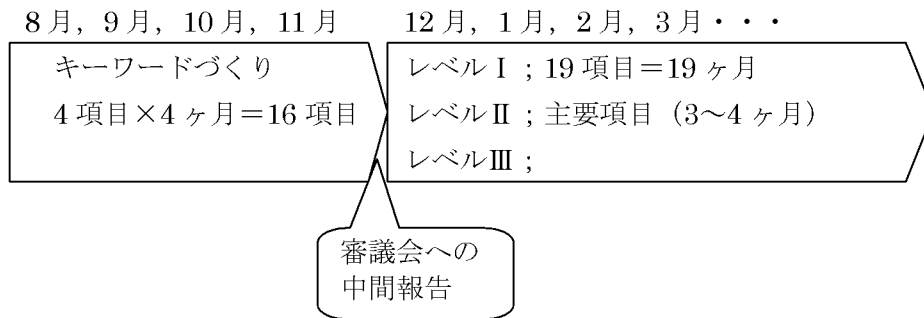 8月，9月，10月，11月
キーワードづくり
4項目×4ヶ月＝16項目
12月，1月，2月，3月・・・
レベルⅠ；19項目＝19ヶ月
レベルⅡ；主要項目（3～4ヶ月）
レベルⅢ；
審議会への
中間報告